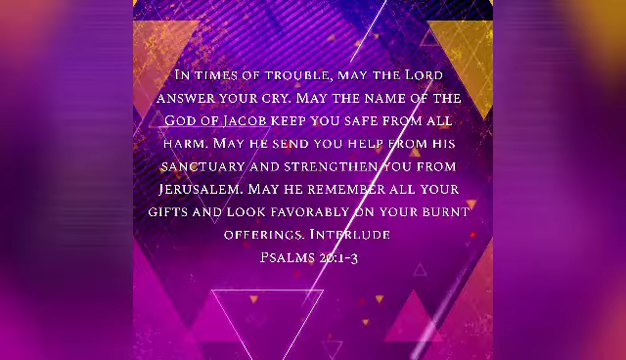 In times of trouble, may the Lord
answer your cry. May the name of the
God of Jacob keep you safe from all
harm. May he send you help from his
sanctuary and strengthen you from
Jerusalem. May he remember all your
gifts and look favorably on your burnt
offerings. Interlude
Psalms 20:1-3